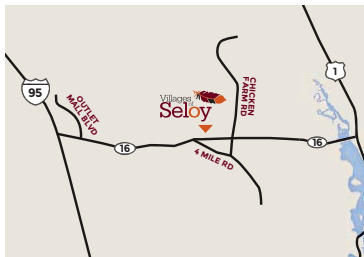 95
OUTLET
MALL BLVD
16
Villages
of
Seloy
4 MILE RD
CHICKEN
FARM RD
16
1